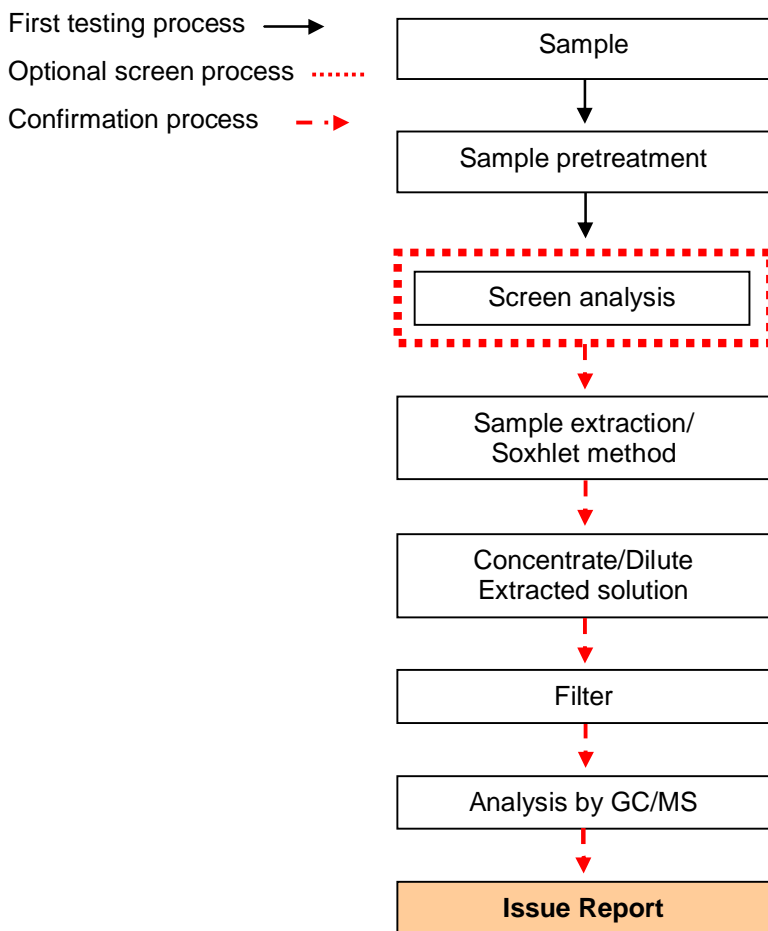 First testing process
Optional screen process
Confirmation process
Sample
Sample pretreatment
Screen analysis
Sample extraction/
Soxhlet method
Concentrate/Dilute
Extracted solution
Filter
Analysis by GC/MS
Issue Report